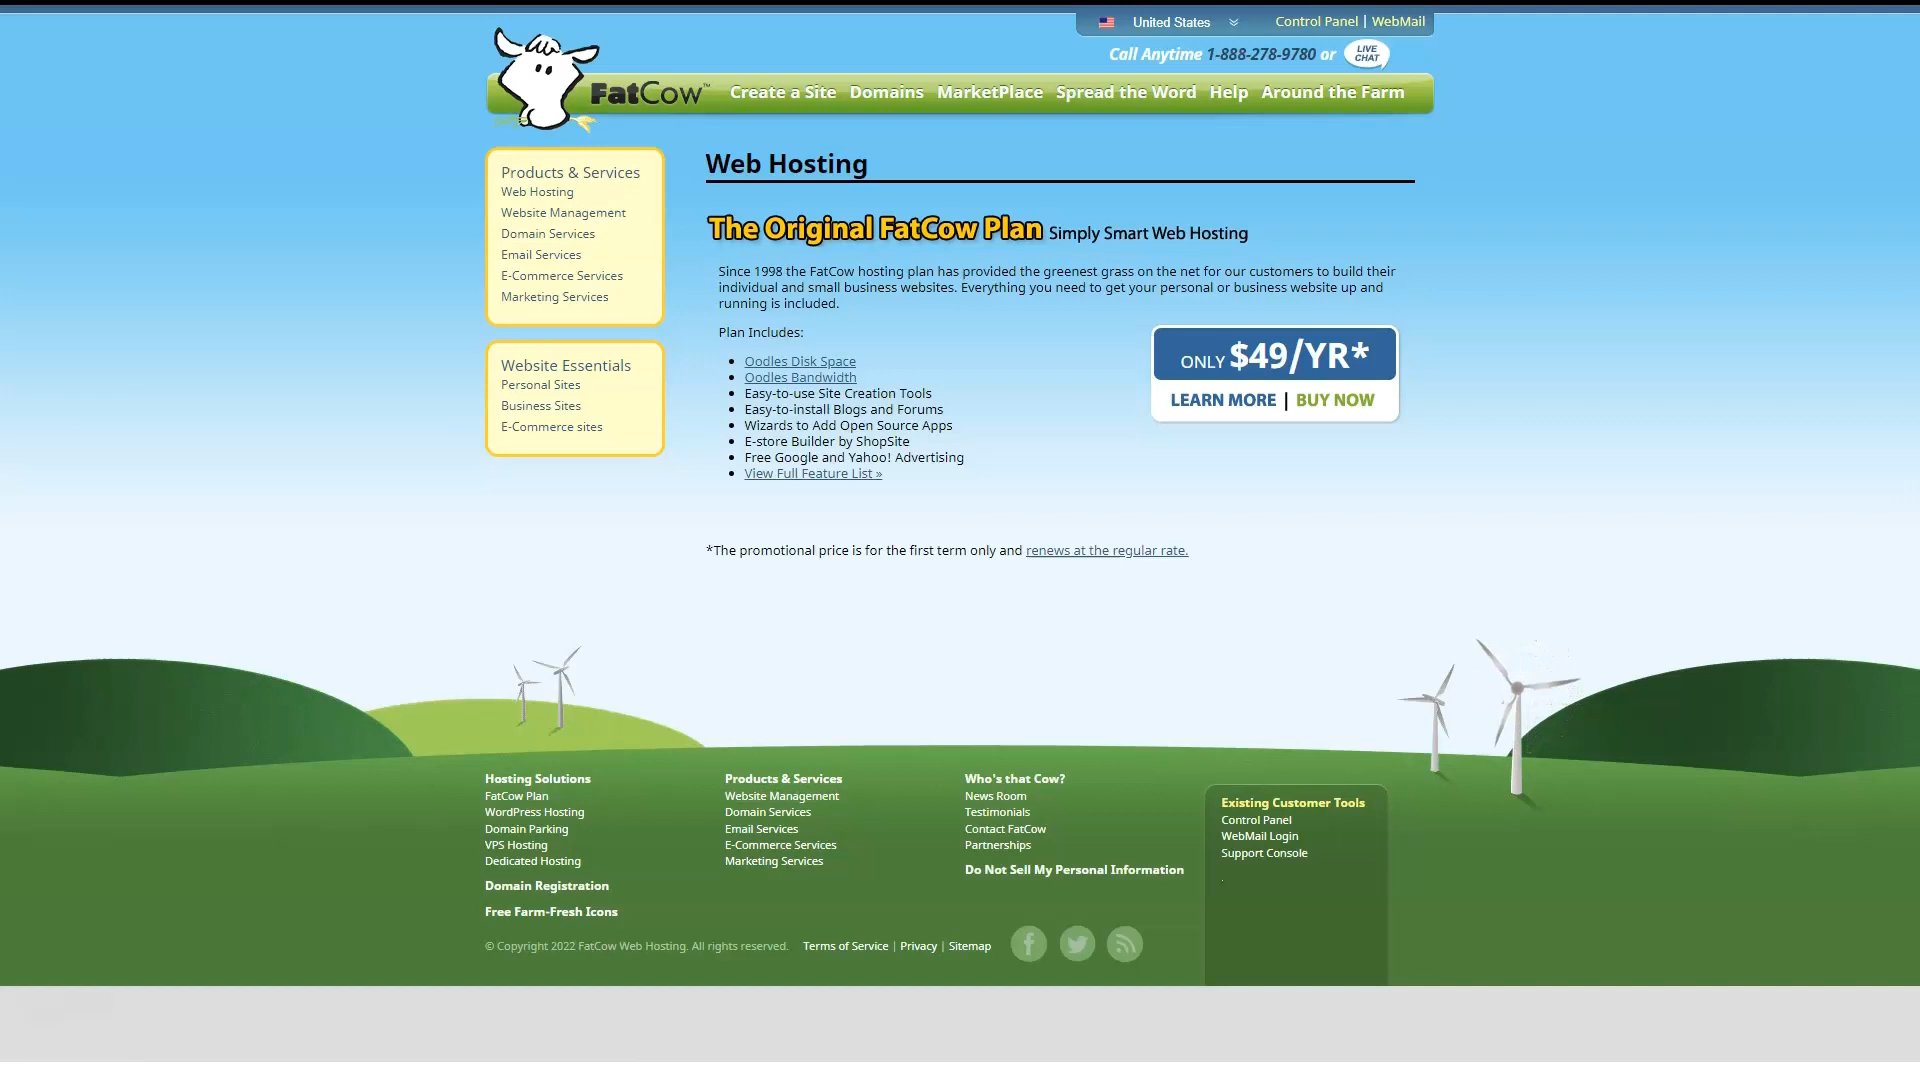 United States
Control Panel | WebMail
Call Anytime 1-888-278-9780 or LIVE CHAT
FatCow™ Create a Site Domains MarketPlace Spread the Word Help Around the Farm
Products & Services
Web Hosting
Website Management
Domain Services
Email Services
E-Commerce Services
Marketing Services
Website Essentials
Personal Sites
Business Sites
E-Commerce sites
Web Hosting
The Original FatCow Plan Simply Smart Web Hosting
Since 1998 the FatCow hosting plan has provided the greenest grass on the net for our customers to build their
individual and small business websites. Everything you need to get your personal or business website up and
running is included.
Plan Includes:
Oodles Disk Space
Oodles Bandwidth
Easy-to-use Site Creation Tools
Easy-to-install Blogs and Forums
Wizards to Add Open Source Apps
E-store Builder by ShopSite
Free Google and Yahoo! Advertising
View Full Feature List »
ONLY $49/YR*
LEARN MORE | BUY NOW
*The promotional price is for the first term only and renews at the regular rate.
Hosting Solutions
FatCow Plan
WordPress Hosting
Domain Parking
VPS Hosting
Dedicated Hosting
Domain Registration
Free Farm-Fresh Icons
Products & Services
Website Management
Domain Services
Email Services
E-Commerce Services
Marketing Services
Who's that Cow?
News Room
Testimonials
Contact FatCow
Partnerships
Do Not Sell My Personal Information
Existing Customer Tools
Control Panel
WebMail Login
Support Console
© Copyright 2022 FatCow Web Hosting. All rights reserved. Terms of Service | Privacy | Sitemap